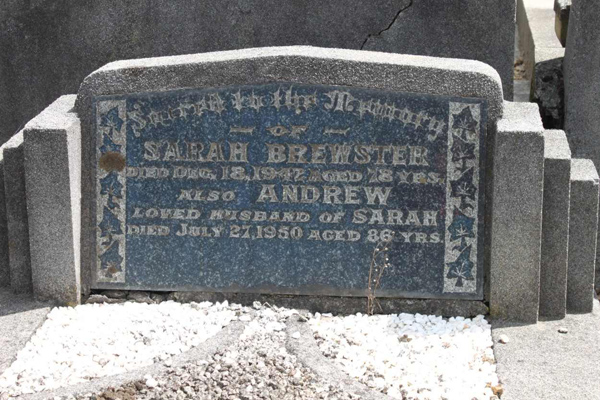 Sacred to the Memory
— OF —
SARAH BREWSTER
DIED DEC. 18, 1947, AGED 78 YRS.
ALSO ANDREW
LOVED HUSBAND OF SARAH
DIED JULY 27, 1950 AGED 86 YRS.